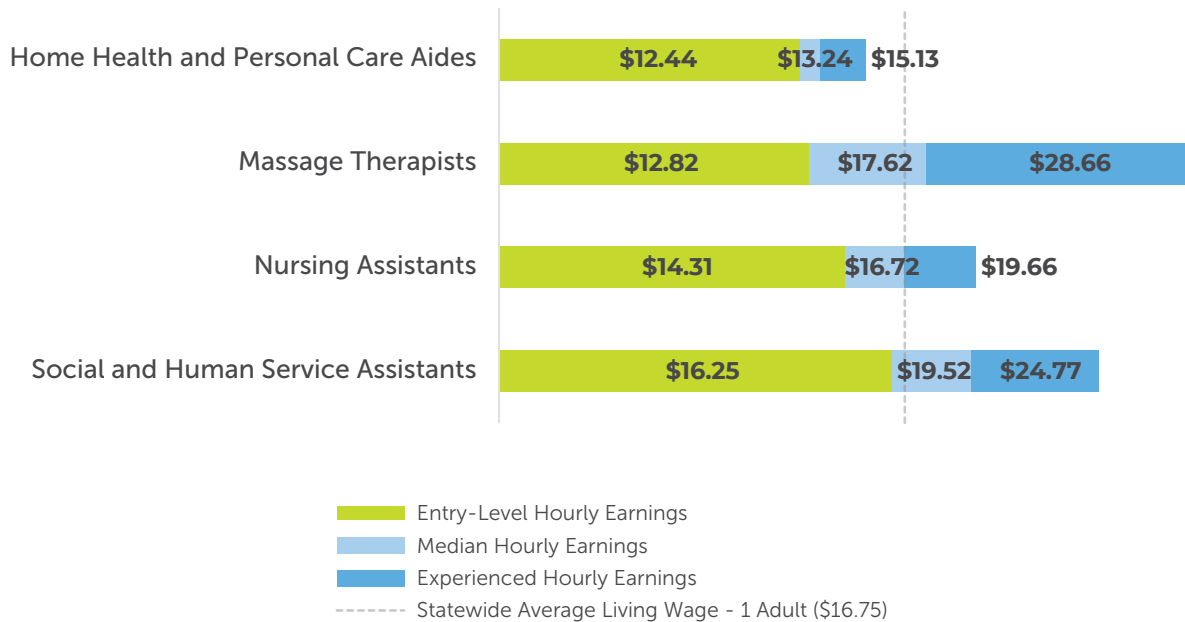 Home Health and Personal Care Aides $12.44 $13.24 $15.13
Massage Therapists $12.82 $17.62 $28.66
Nursing Assistants $14.31 $16.72 $19.66
Social and Human Service Assistants $16.25 $19.52 $24.77
Entry-Level Hourly Earnings
Median Hourly Earnings
Experienced Hourly Earnings
Statewide Average Living Wage - 1 Adult ($16.75)